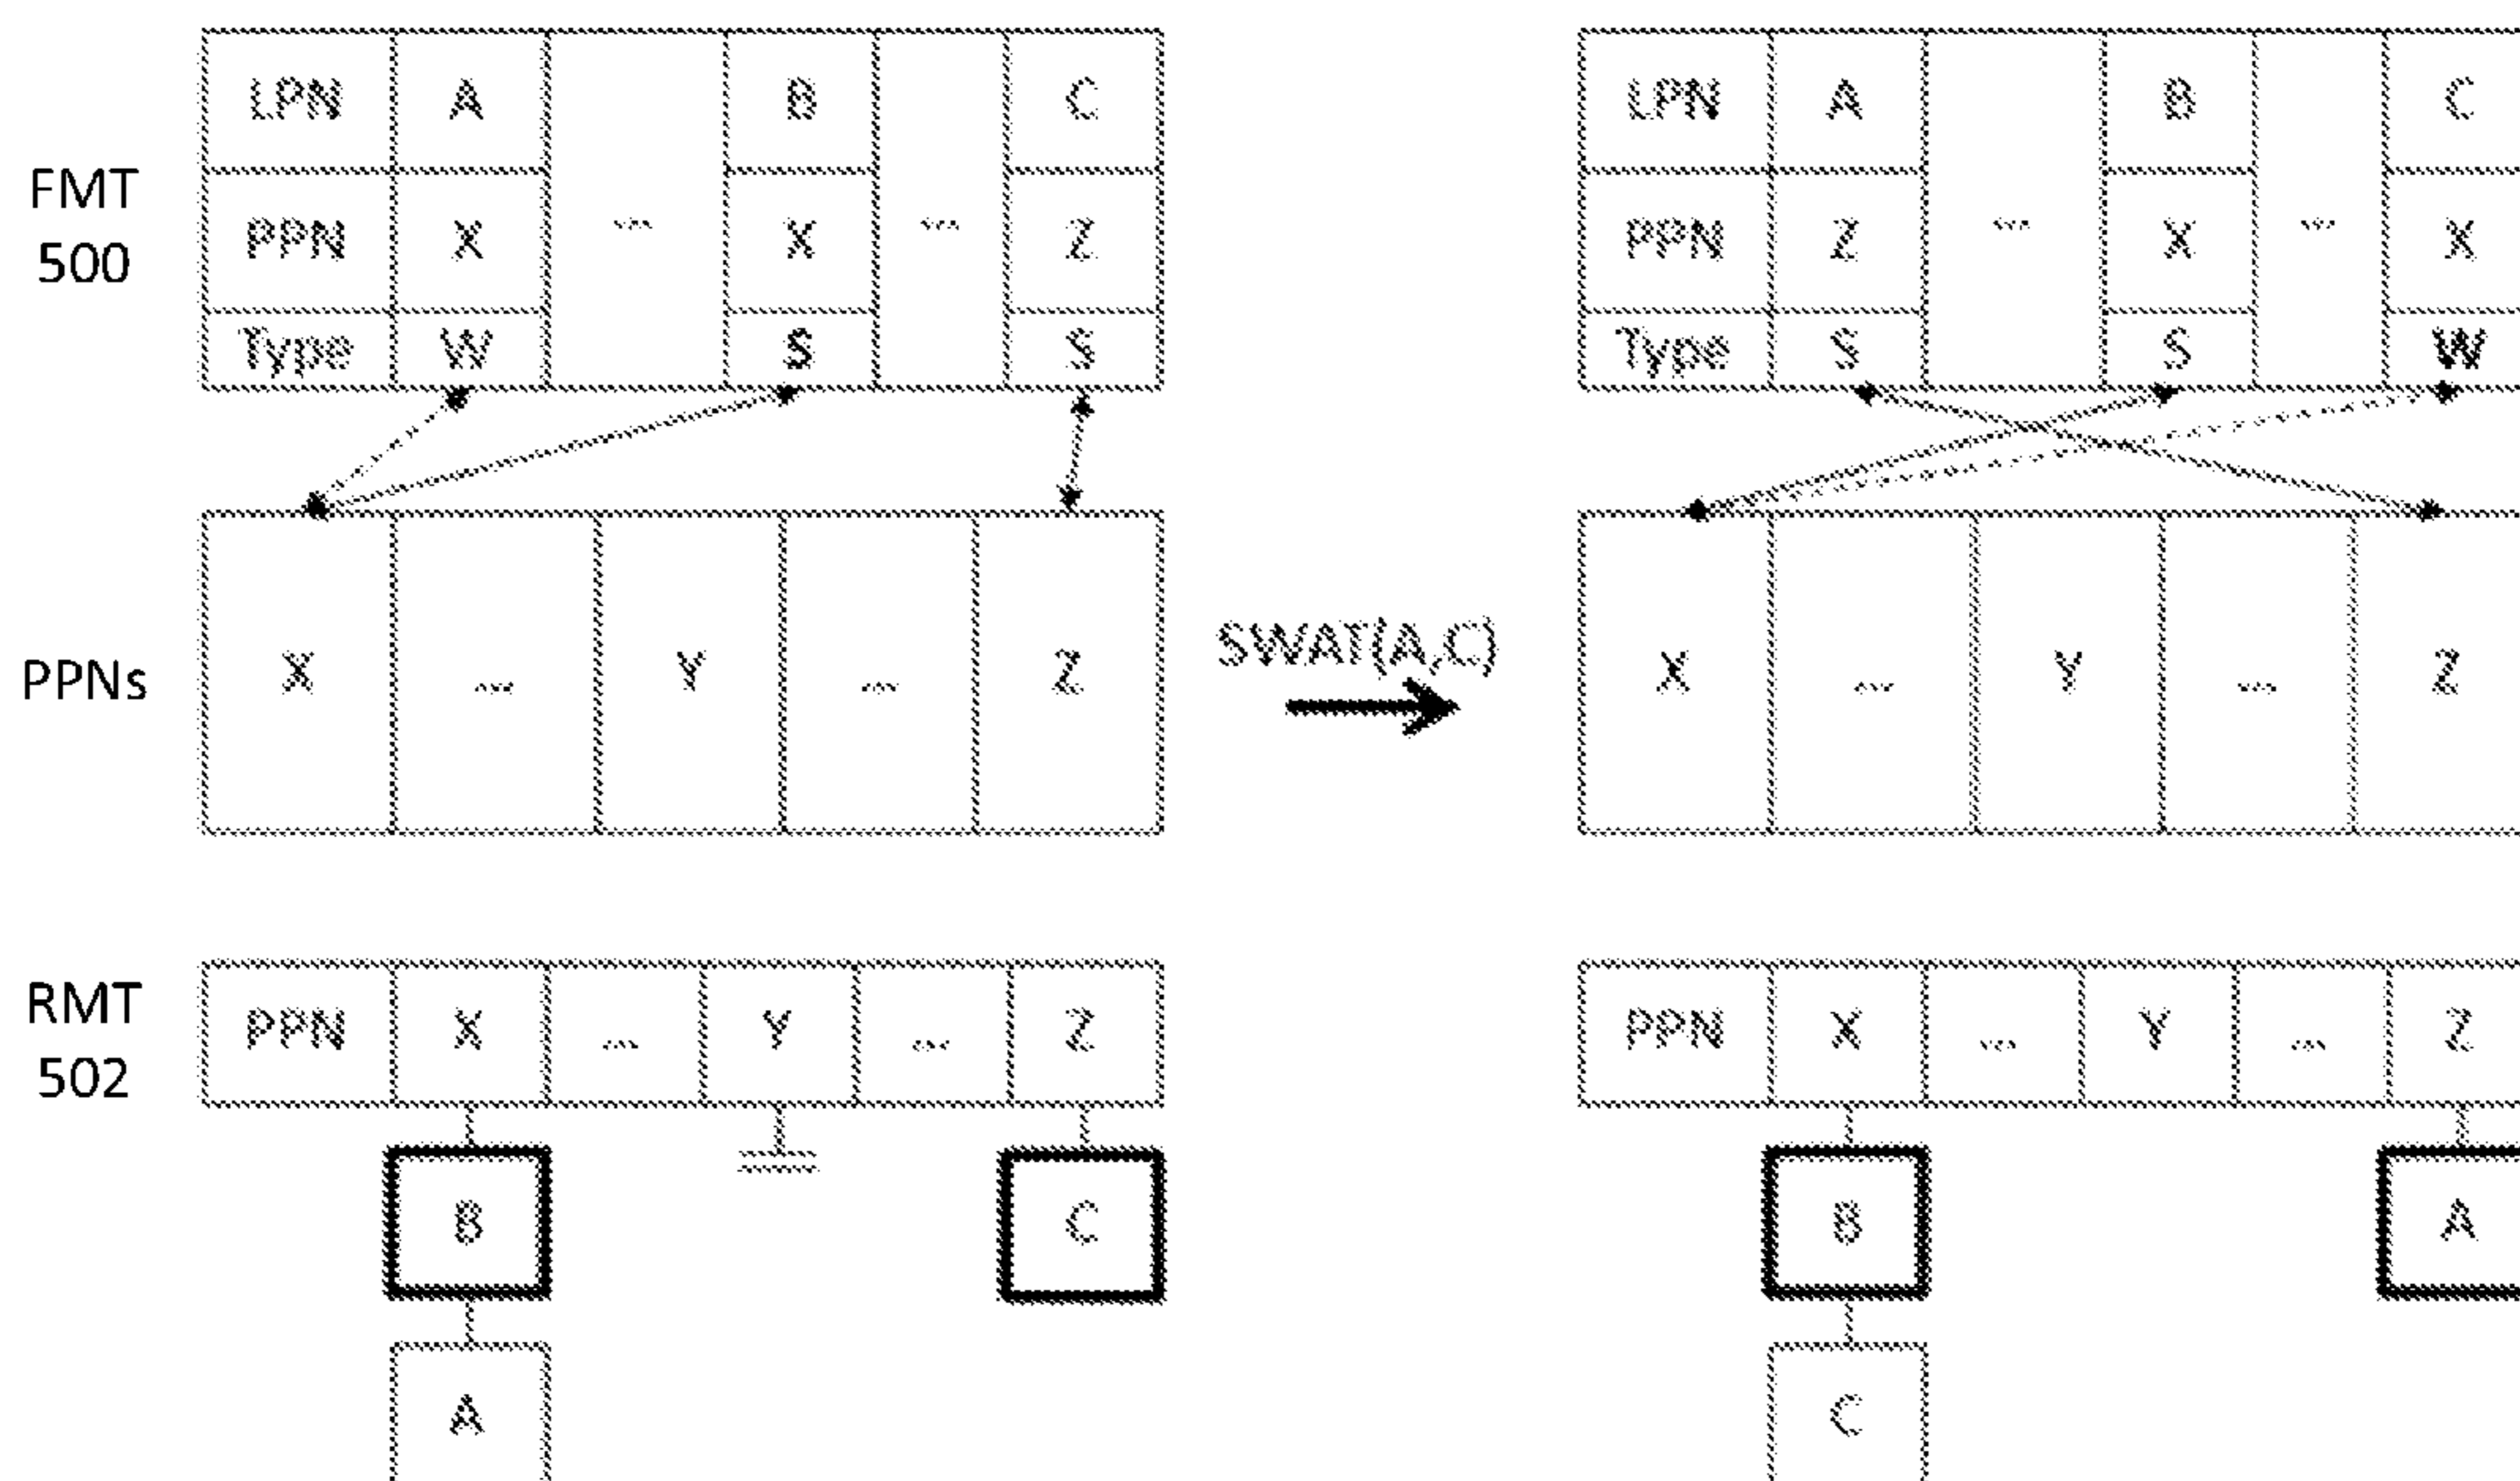 LPN A B C
FMT 500 PPN X ... X ... Z
Type W S S
LPN A B C
PPN Z ... X ... X
Type S S W
PPNs X ... Y ... Z
SWAT(A,C)
X ... Y ... Z
RMT 502 PPN X ... Y ... Z
B C
A
PPN X ... Y ... Z
B A
C